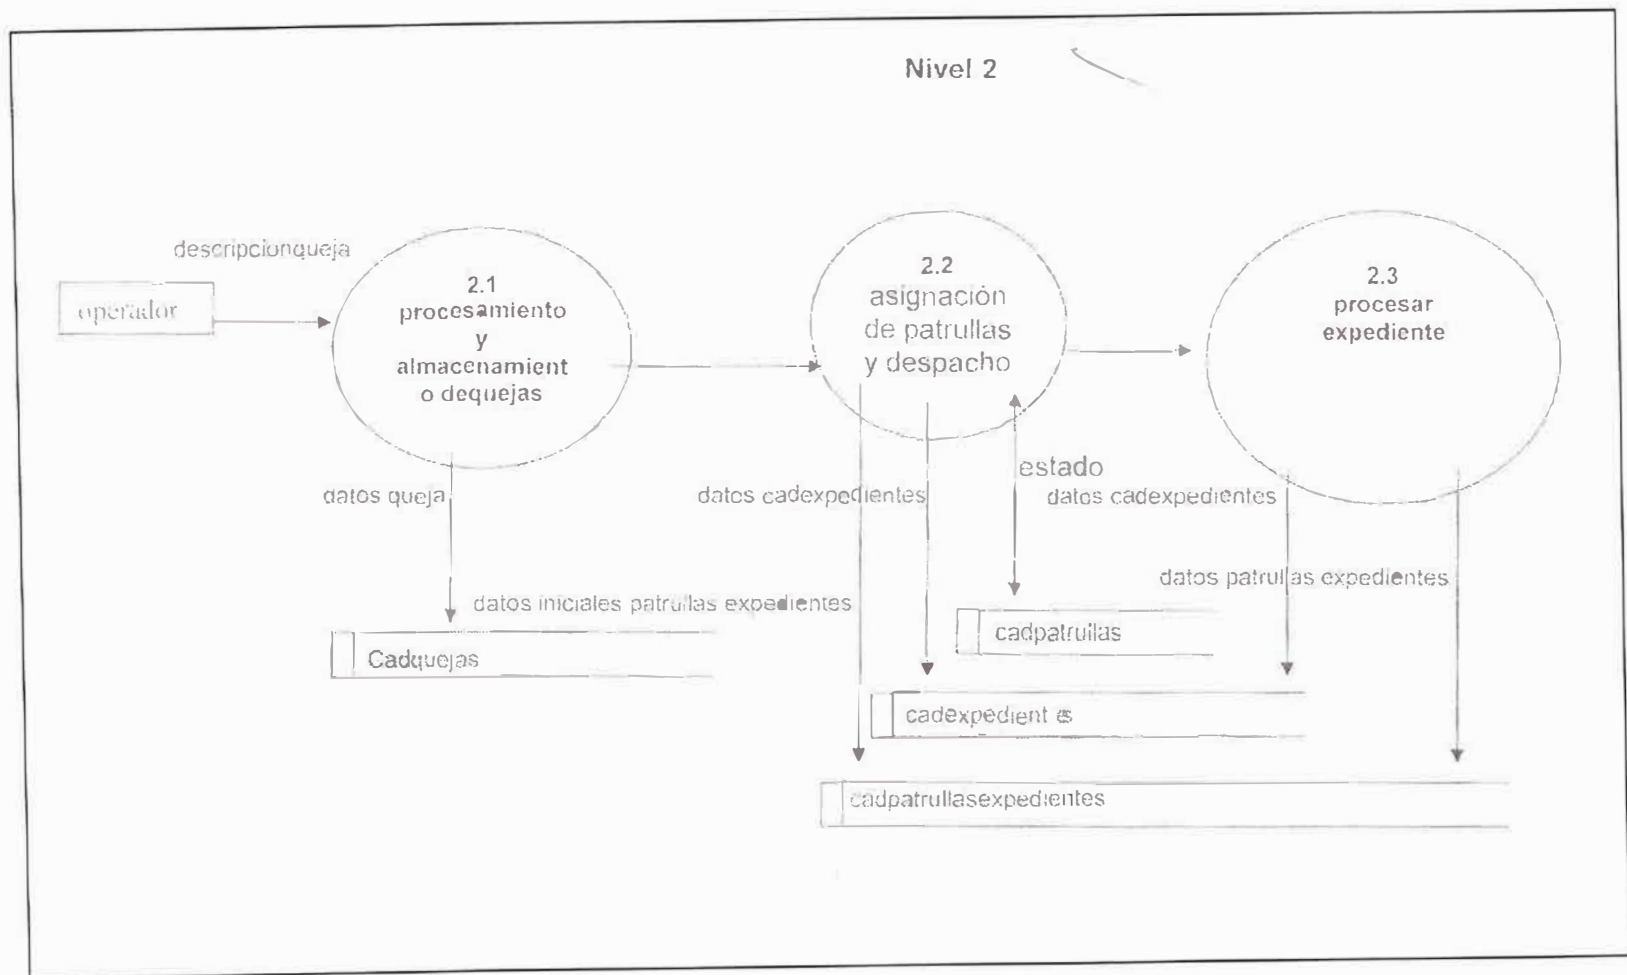 Nivel 2
descripcionqueja
operador
2.1
procesamiento
y
almacenamient
o dequejas
2.2
asignación
de patrullas
y despacho
2.3
procesar
expediente
datos queja
datos cadexpedientes
estado
datos cadexpedientes
datos patrullas expedientes
datos iniciales patrullas expedientes
cadpatrullas
Cadquejas
cadexpedient es
cadpatrullasexpedientes